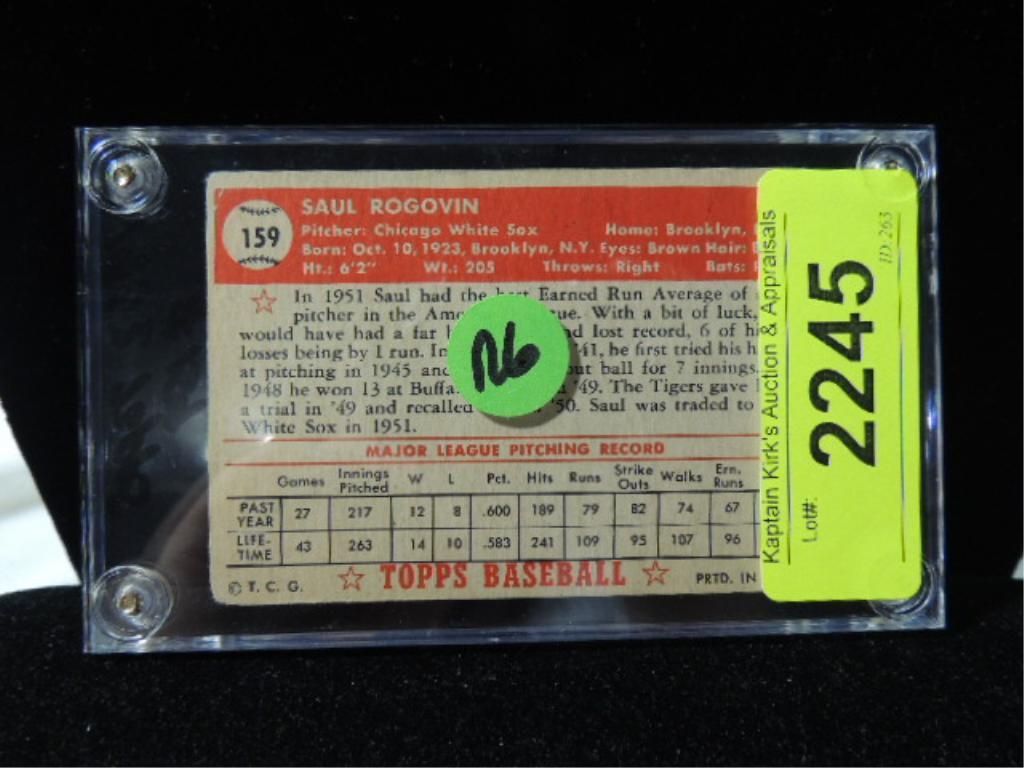 159
SAUL ROGOVIN
Pitcher: Chicago White Sox Home: Brooklyn,
Born: Oct. 10, 1923, Brooklyn, N.Y. Eyes: Brown Hair:
Ht.: 6'2" Wt.: 205 Throws: Right Bats:
In 1951 Saul had the best Earned Run Average of
pitcher in the Ame ue. With a bit of luck,
would have had a far nd lost record, 6 of hi
losses being by 1 run. In '41, he first tried his h
at pitching in 1945 and ut ball for 7 innings.
1948 he won 13 at Buffa. '49. The Tigers gave
a trial in '49 and recalled '50. Saul was traded to
White Sox in 1951.
N6
MAJOR LEAGUE PITCHING RECORD
Games Innings Pitched W L Pct. Hits Runs Strike Outs Walks Ern. Runs
PAST YEAR 27 217 12 8 .600 189 79 82 74 67
LIFE-TIME 43 263 14 10 .583 241 109 95 107 96
© T. C. G. TOPPS BASEBALL PRTD. IN
Kaptain Kirk's Auction & Appraisals
Lot#:
2245
ID:263